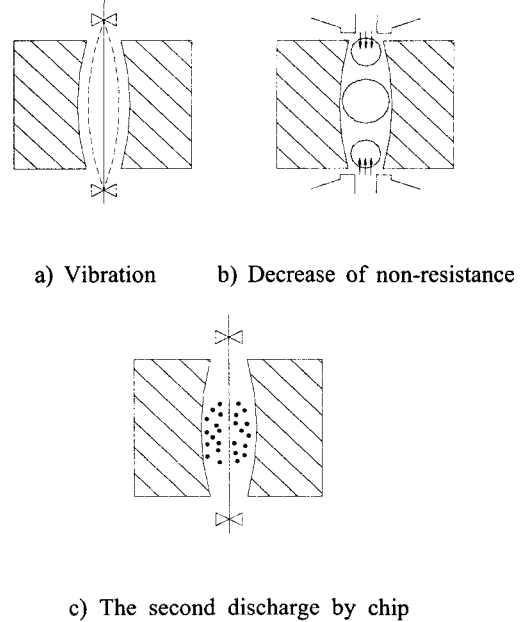 a) Vibration
b) Decrease of non-resistance
c) The second discharge by chip